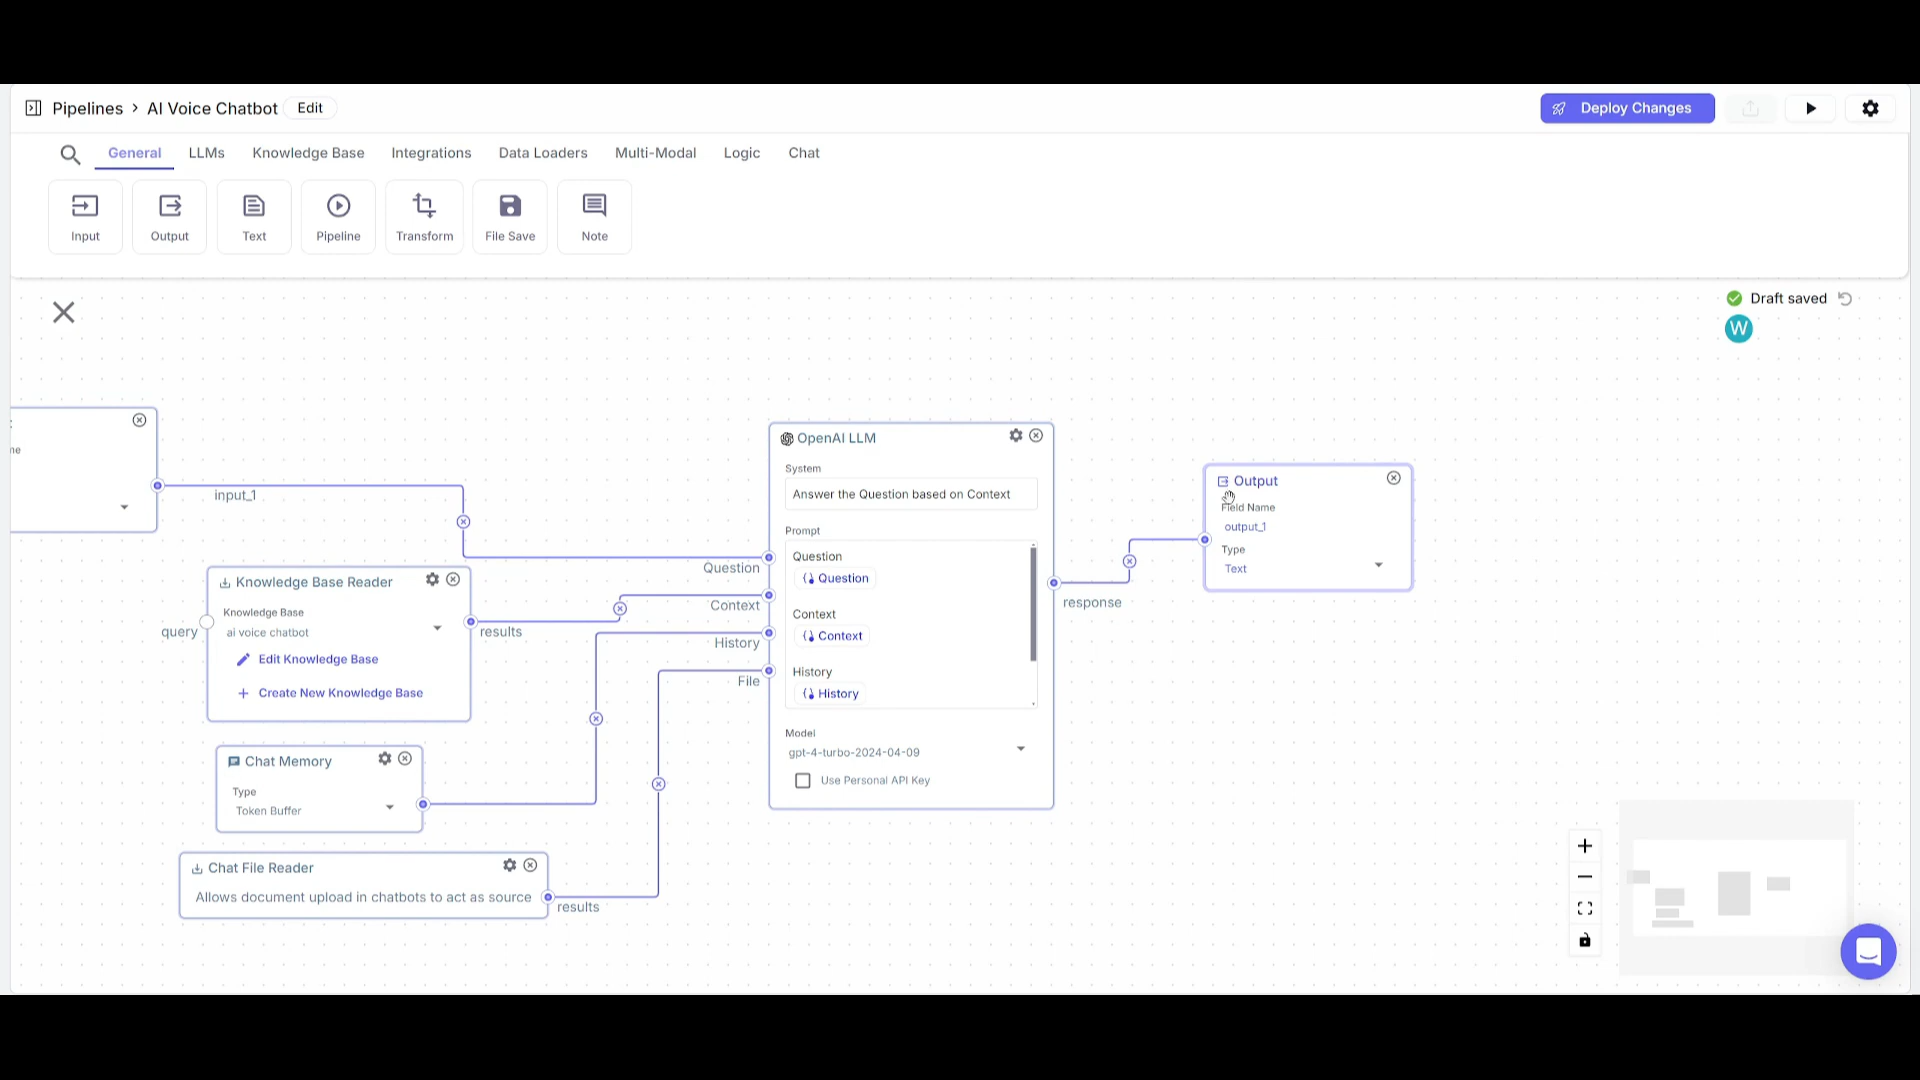 Pipelines > AI Voice Chatbot Edit
Deploy Changes
General LLMs Knowledge Base Integrations Data Loaders Multi-Modal Logic Chat
Input Output Text Pipeline Transform File Save Note
Draft saved
W
input_1
Knowledge Base Reader
Knowledge Base
ai voice chatbot
Edit Knowledge Base
Create New Knowledge Base
query
results
Chat Memory
Type
Token Buffer
Chat File Reader
Allows document upload in chatbots to act as source
results
Question
Context
History
File
OpenAI LLM
System
Answer the Question based on Context
Prompt
Question
Question
Context
Context
History
History
Model
gpt-4-turbo-2024-04-09
Use Personal API Key
response
Output
Field Name
output_1
Type
Text